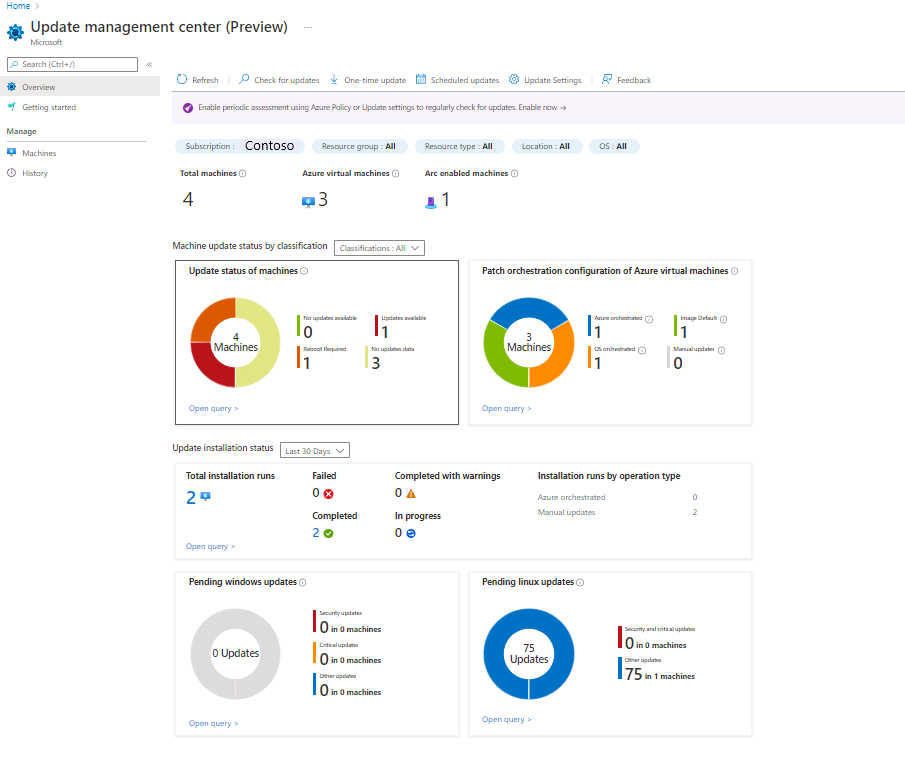 Home
Update management center (Preview) ...
Microsoft
Search (Ctrl+/)
«
Overview
Getting started
Manage
Machines
History
Refresh
Check for updates
One-time update
Scheduled updates
Update Settings
Feedback
Enable periodic assessment using Azure Policy or Update settings to regularly check for updates. Enable now →
Subscription : Contoso
Resource group : All
Resource type : All
Location : All
OS : All
Total machines
4
Azure virtual machines
3
Arc enabled machines
1
Machine update status by classification
Classifications : All
Update status of machines
4
Machines
No updates available
0
Updates available
1
Reboot Required
1
No updates data
3
Open query >
Patch orchestration configuration of Azure virtual machines
3
Machines
Azure orchestrated
1
Image Default
1
OS orchestrated
1
Manual updates
0
Open query >
Update installation status
Last 30 Days
Total installation runs
2
Failed
0
Completed with warnings
0
Completed
2
In progress
0
Installation runs by operation type
Azure orchestrated 0
Manual updates 2
Open query >
Pending windows updates
0 Updates
Security updates
0 in 0 machines
Critical updates
0 in 0 machines
Other updates
0 in 0 machines
Open query >
Pending linux updates
75
Updates
Security and critical updates
0 in 0 machines
Other updates
75 in 1 machines
Open query >